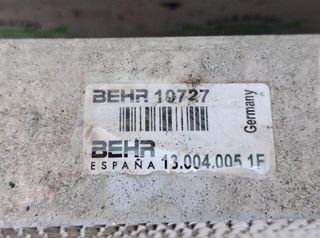 BEHR 10727
Germany
BEHR
ESPAÑA 13.004.005 1F